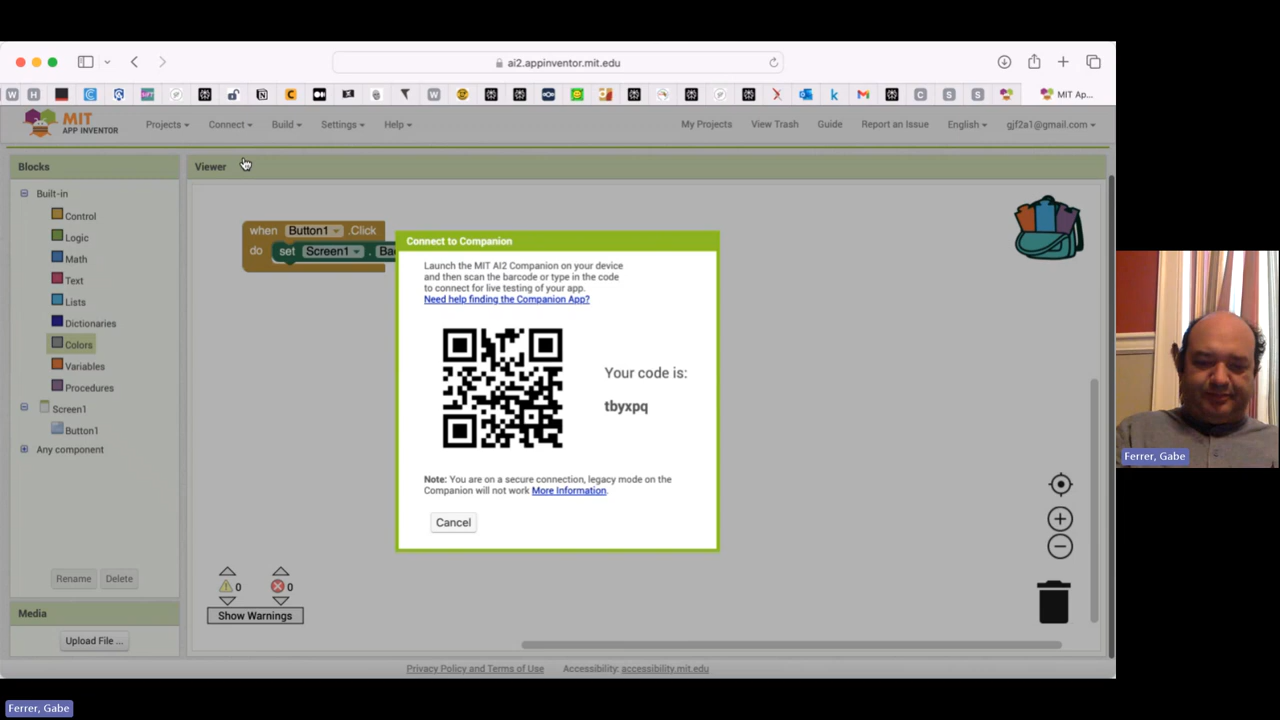 ai2.appinventor.mit.edu
MIT Ap...
MIT
APP INVENTOR
Projects
Connect
Build
Settings
Help
My Projects
View Trash
Guide
Report an Issue
English
gjf2a1@gmail.com
Blocks
Viewer
Built-in
Control
Logic
Math
Text
Lists
Dictionaries
Colors
Variables
Procedures
Screen1
Button1
Any component
Rename
Delete
Media
Upload File ...
when Button1 .Click
do set Screen1 . Bac
Connect to Companion
Launch the MIT AI2 Companion on your device
and then scan the barcode or type in the code
to connect for live testing of your app.
Need help finding the Companion App?
Your code is:
tbyxpq
Note: You are on a secure connection, legacy mode on the
Companion will not work More Information.
Cancel
0
0
Show Warnings
Privacy Policy and Terms of Use
Accessibility: accessibility.mit.edu
Ferrer, Gabe
Ferrer, Gabe